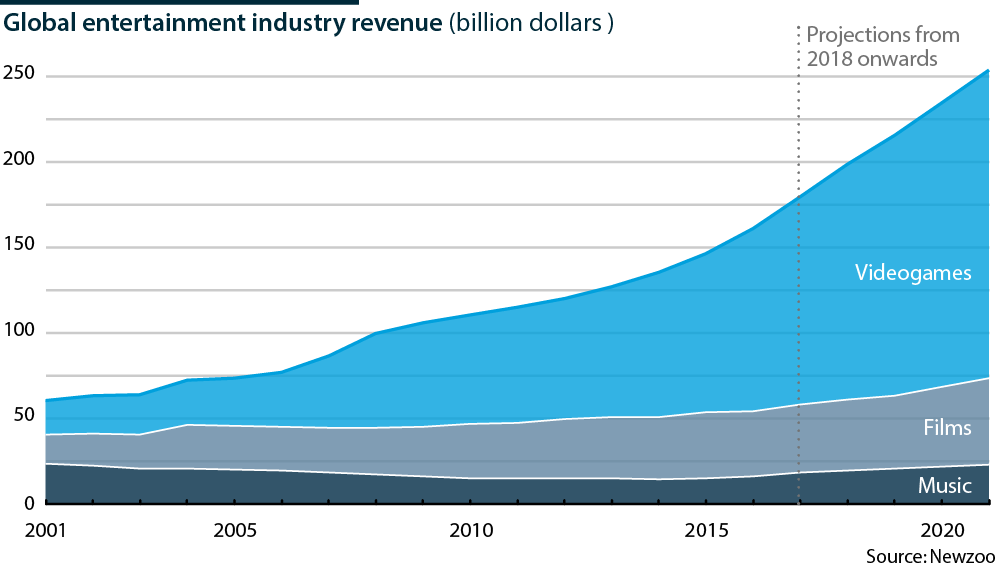 Global entertainment industry revenue (billion dollars )
Projections from
2018 onwards
250
200
150
Videogames
100
50
Films
Music
0
2001
2005
2010
2015
2020
Source: Newzoo